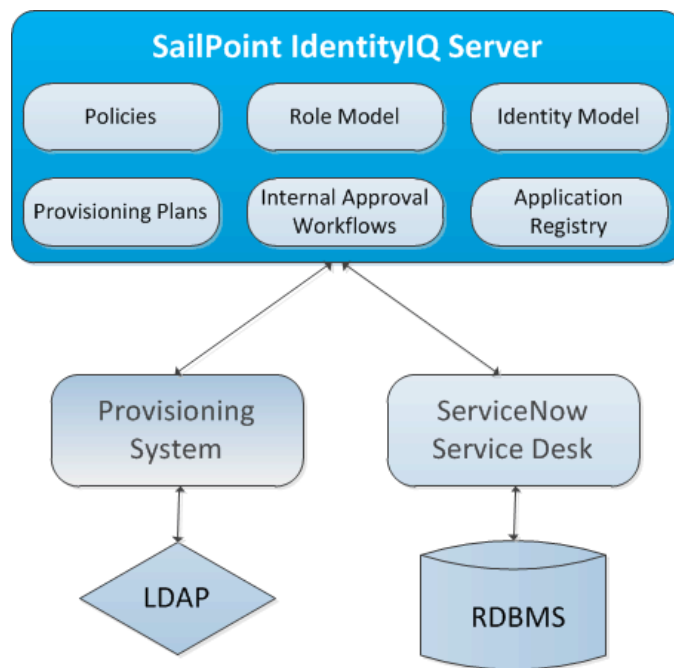 SailPoint IdentityIQ Server
Policies
Role Model
Identity Model
Provisioning Plans
Internal Approval
Workflows
Application
Registry
Provisioning
System
ServiceNow
Service Desk
LDAP
RDBMS